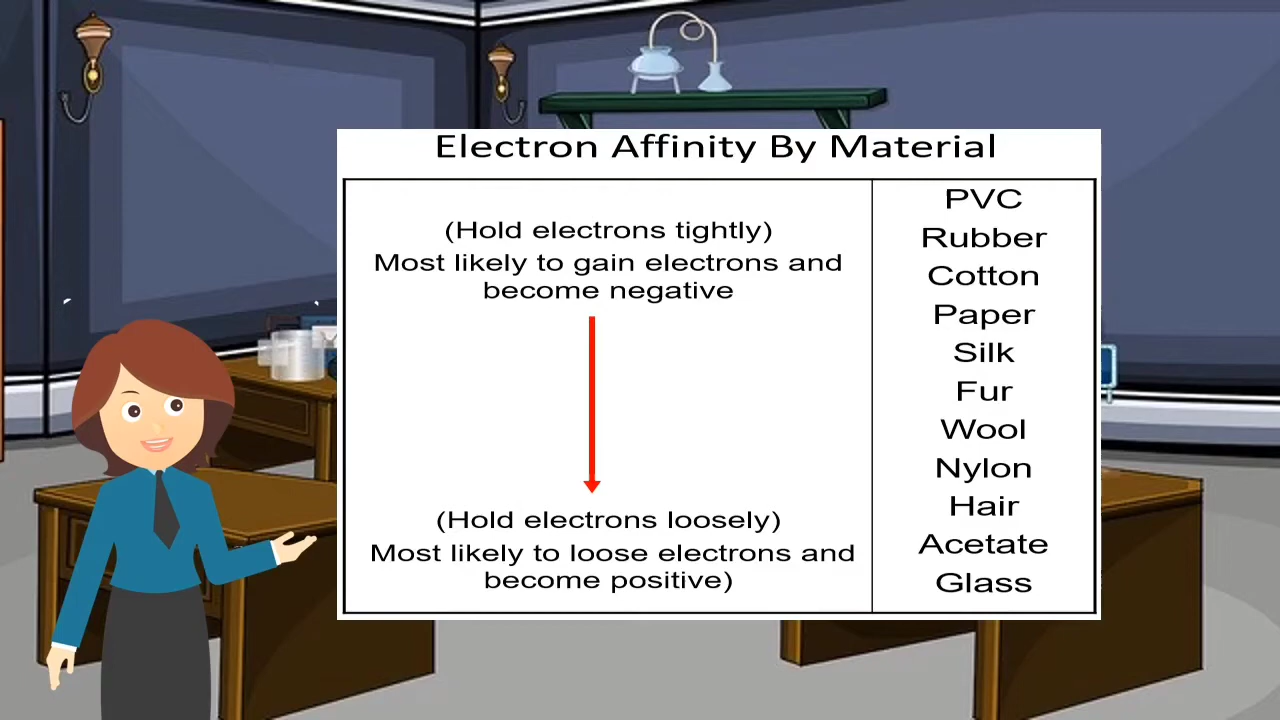 Electron Affinity By Material
(Hold electrons tightly)
Most likely to gain electrons and
become negative
(Hold electrons loosely)
Most likely to loose electrons and
become positive)
PVC
Rubber
Cotton
Paper
Silk
Fur
Wool
Nylon
Hair
Acetate
Glass